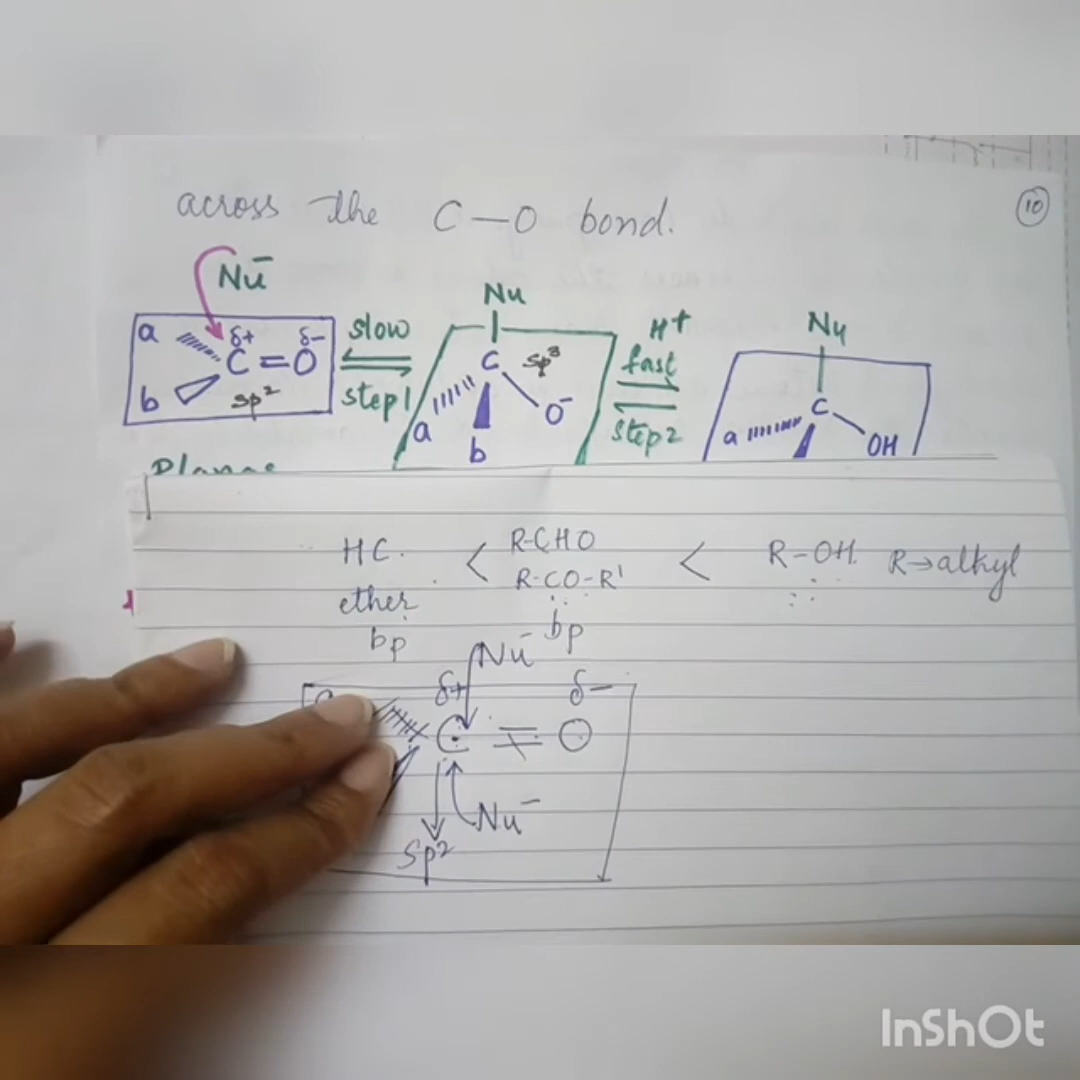 across the C—O bond.
10
Nu⁻
Nu
Nu
a δ+ δ- slow H+
C=O C sp³ fast C
b sp² step1 a O⁻ step2 a OH
b
HC. < R-CHO < R-OH. R→alkyl
R-CO-R'
ether
bp bp
Nu⁻
δ+ δ-
C = O
Nu⁻
sp²
InShOt